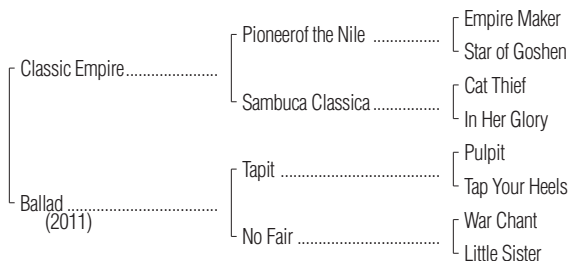 Empire Maker
Pioneerof the Nile ................
Star of Goshen
Classic Empire......................
Cat Thief
Sambuca Classica................
In Her Glory
Pulpit
Tapit ......................................
Tap Your Heels
Ballad ....................................
(2011)
War Chant
No Fair ..................................
Little Sister